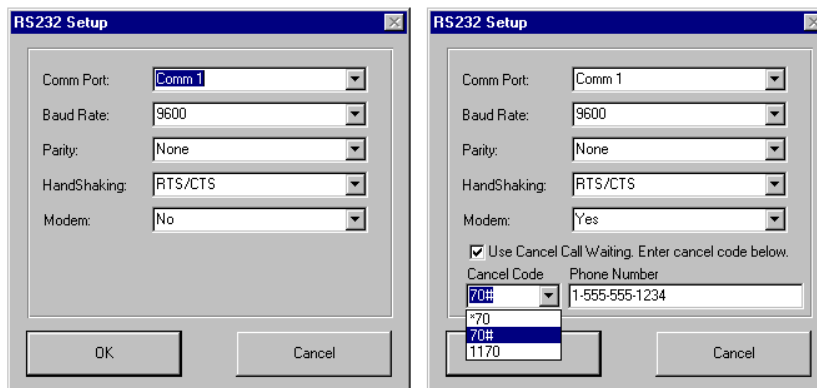 RS232 Setup
Comm Port: Comm 1
Baud Rate: 9600
Parity: None
HandShaking: RTS/CTS
Modem: No
OK Cancel
RS232 Setup
Comm Port: Comm 1
Baud Rate: 9600
Parity: None
HandShaking: RTS/CTS
Modem: Yes
Use Cancel Call Waiting. Enter cancel code below.
Cancel Code Phone Number
70# 1-555-555-1234
*70
70#
1170
Cancel